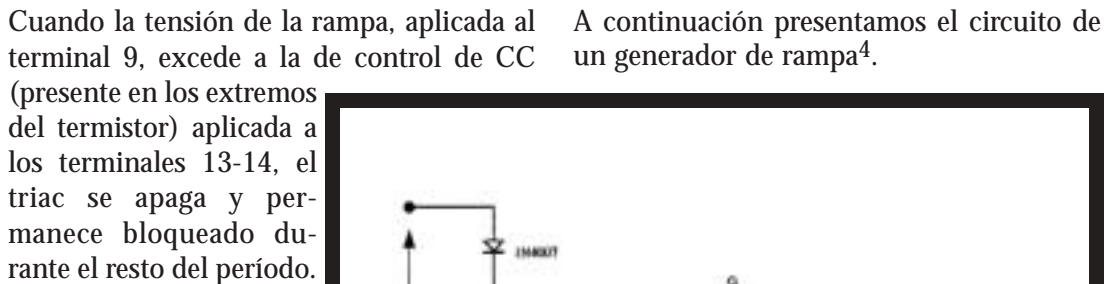 Cuando la tensión de la rampa, aplicada al
terminal 9, excede a la de control de CC
(presente en los extremos
del termistor) aplicada a
los terminales 13-14, el
triac se apaga y per-
manece bloqueado du-
rante el resto del período.
A continuación presentamos el circuito de
un generador de rampa4.
1N4007